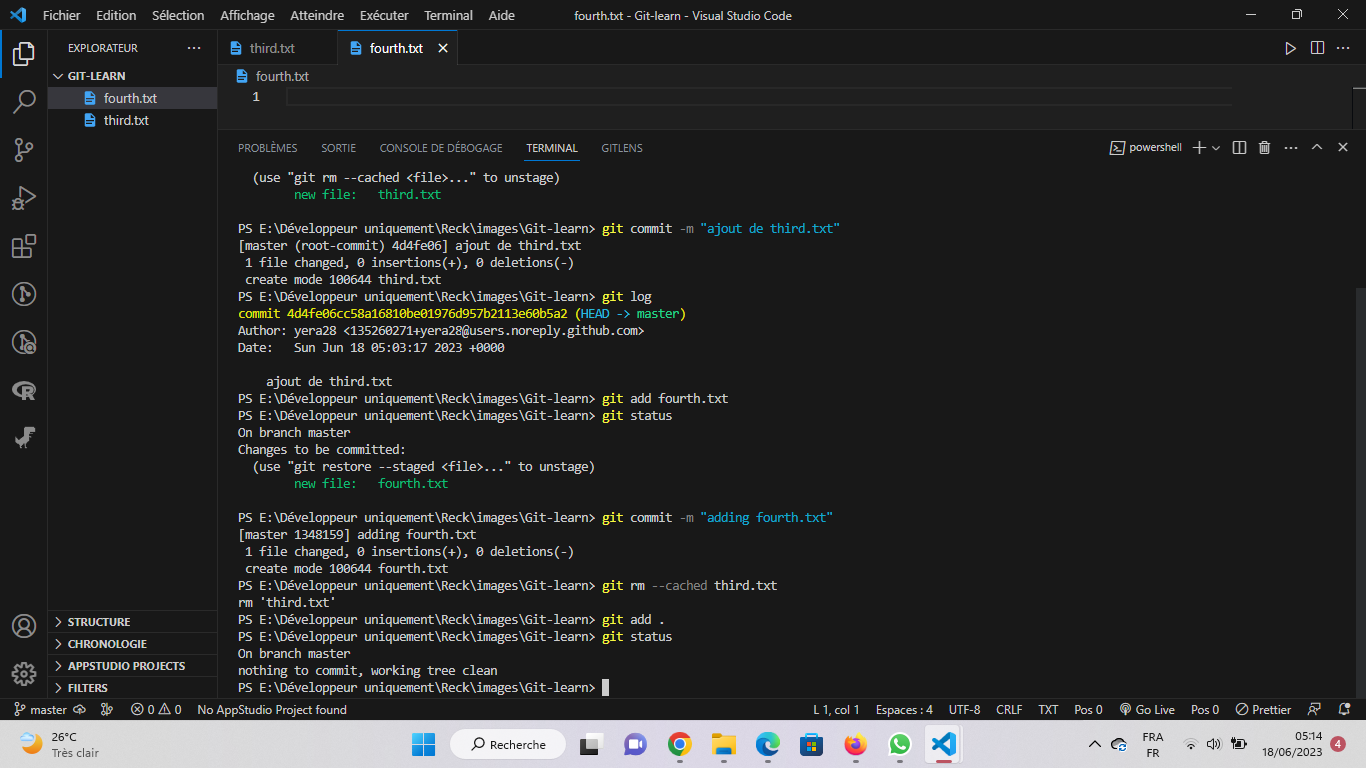 Fichier Edition Sélection Affichage Atteindre Exécuter Terminal Aide
fourth.txt - Git-learn - Visual Studio Code
EXPLORATEUR
GIT-LEARN
fourth.txt
third.txt
STRUCTURE
CHRONOLOGIE
APPSTUDIO PROJECTS
FILTERS
third.txt fourth.txt
fourth.txt
1
PROBLÈMES SORTIE CONSOLE DE DÉBOGAGE TERMINAL GITLENS
powershell
(use "git rm --cached <file>..." to unstage)
new file: third.txt
PS E:\Développeur uniquement\Reck\images\Git-learn> git commit -m "ajout de third.txt"
[master (root-commit) 4d4fe06] ajout de third.txt
1 file changed, 0 insertions(+), 0 deletions(-)
create mode 100644 third.txt
PS E:\Développeur uniquement\Reck\images\Git-learn> git log
commit 4d4fe06cc58a16810be01976d957b2113e60b5a2 (HEAD -> master)
Author: yera28 <135260271+yera28@users.noreply.github.com>
Date: Sun Jun 18 05:03:17 2023 +0000
ajout de third.txt
PS E:\Développeur uniquement\Reck\images\Git-learn> git add fourth.txt
PS E:\Développeur uniquement\Reck\images\Git-learn> git status
On branch master
Changes to be committed:
(use "git restore --staged <file>..." to unstage)
new file: fourth.txt
PS E:\Développeur uniquement\Reck\images\Git-learn> git commit -m "adding fourth.txt"
[master 1348159] adding fourth.txt
1 file changed, 0 insertions(+), 0 deletions(-)
create mode 100644 fourth.txt
PS E:\Développeur uniquement\Reck\images\Git-learn> git rm --cached third.txt
rm 'third.txt'
PS E:\Développeur uniquement\Reck\images\Git-learn> git add .
PS E:\Développeur uniquement\Reck\images\Git-learn> git status
On branch master
nothing to commit, working tree clean
PS E:\Développeur uniquement\Reck\images\Git-learn>
master 0 0 No AppStudio Project found
L 1, col 1 Espaces : 4 UTF-8 CRLF TXT Pos 0 Go Live Pos 0 Prettier
26°C
Très clair
Recherche
FRA
FR
05:14
18/06/2023
4